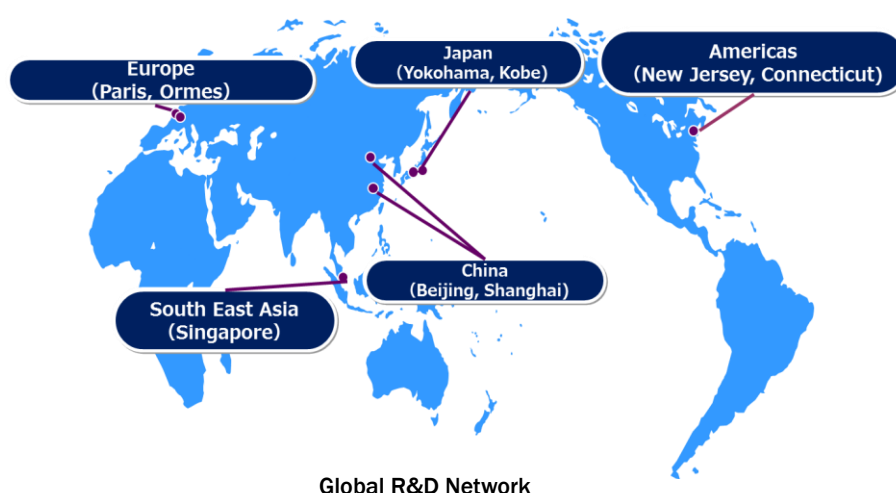 Europe
(Paris, Ormes)
Japan
(Yokohama, Kobe)
Americas
(New Jersey, Connecticut)
China
(Beijing, Shanghai)
South East Asia
(Singapore)
Global R&D Network